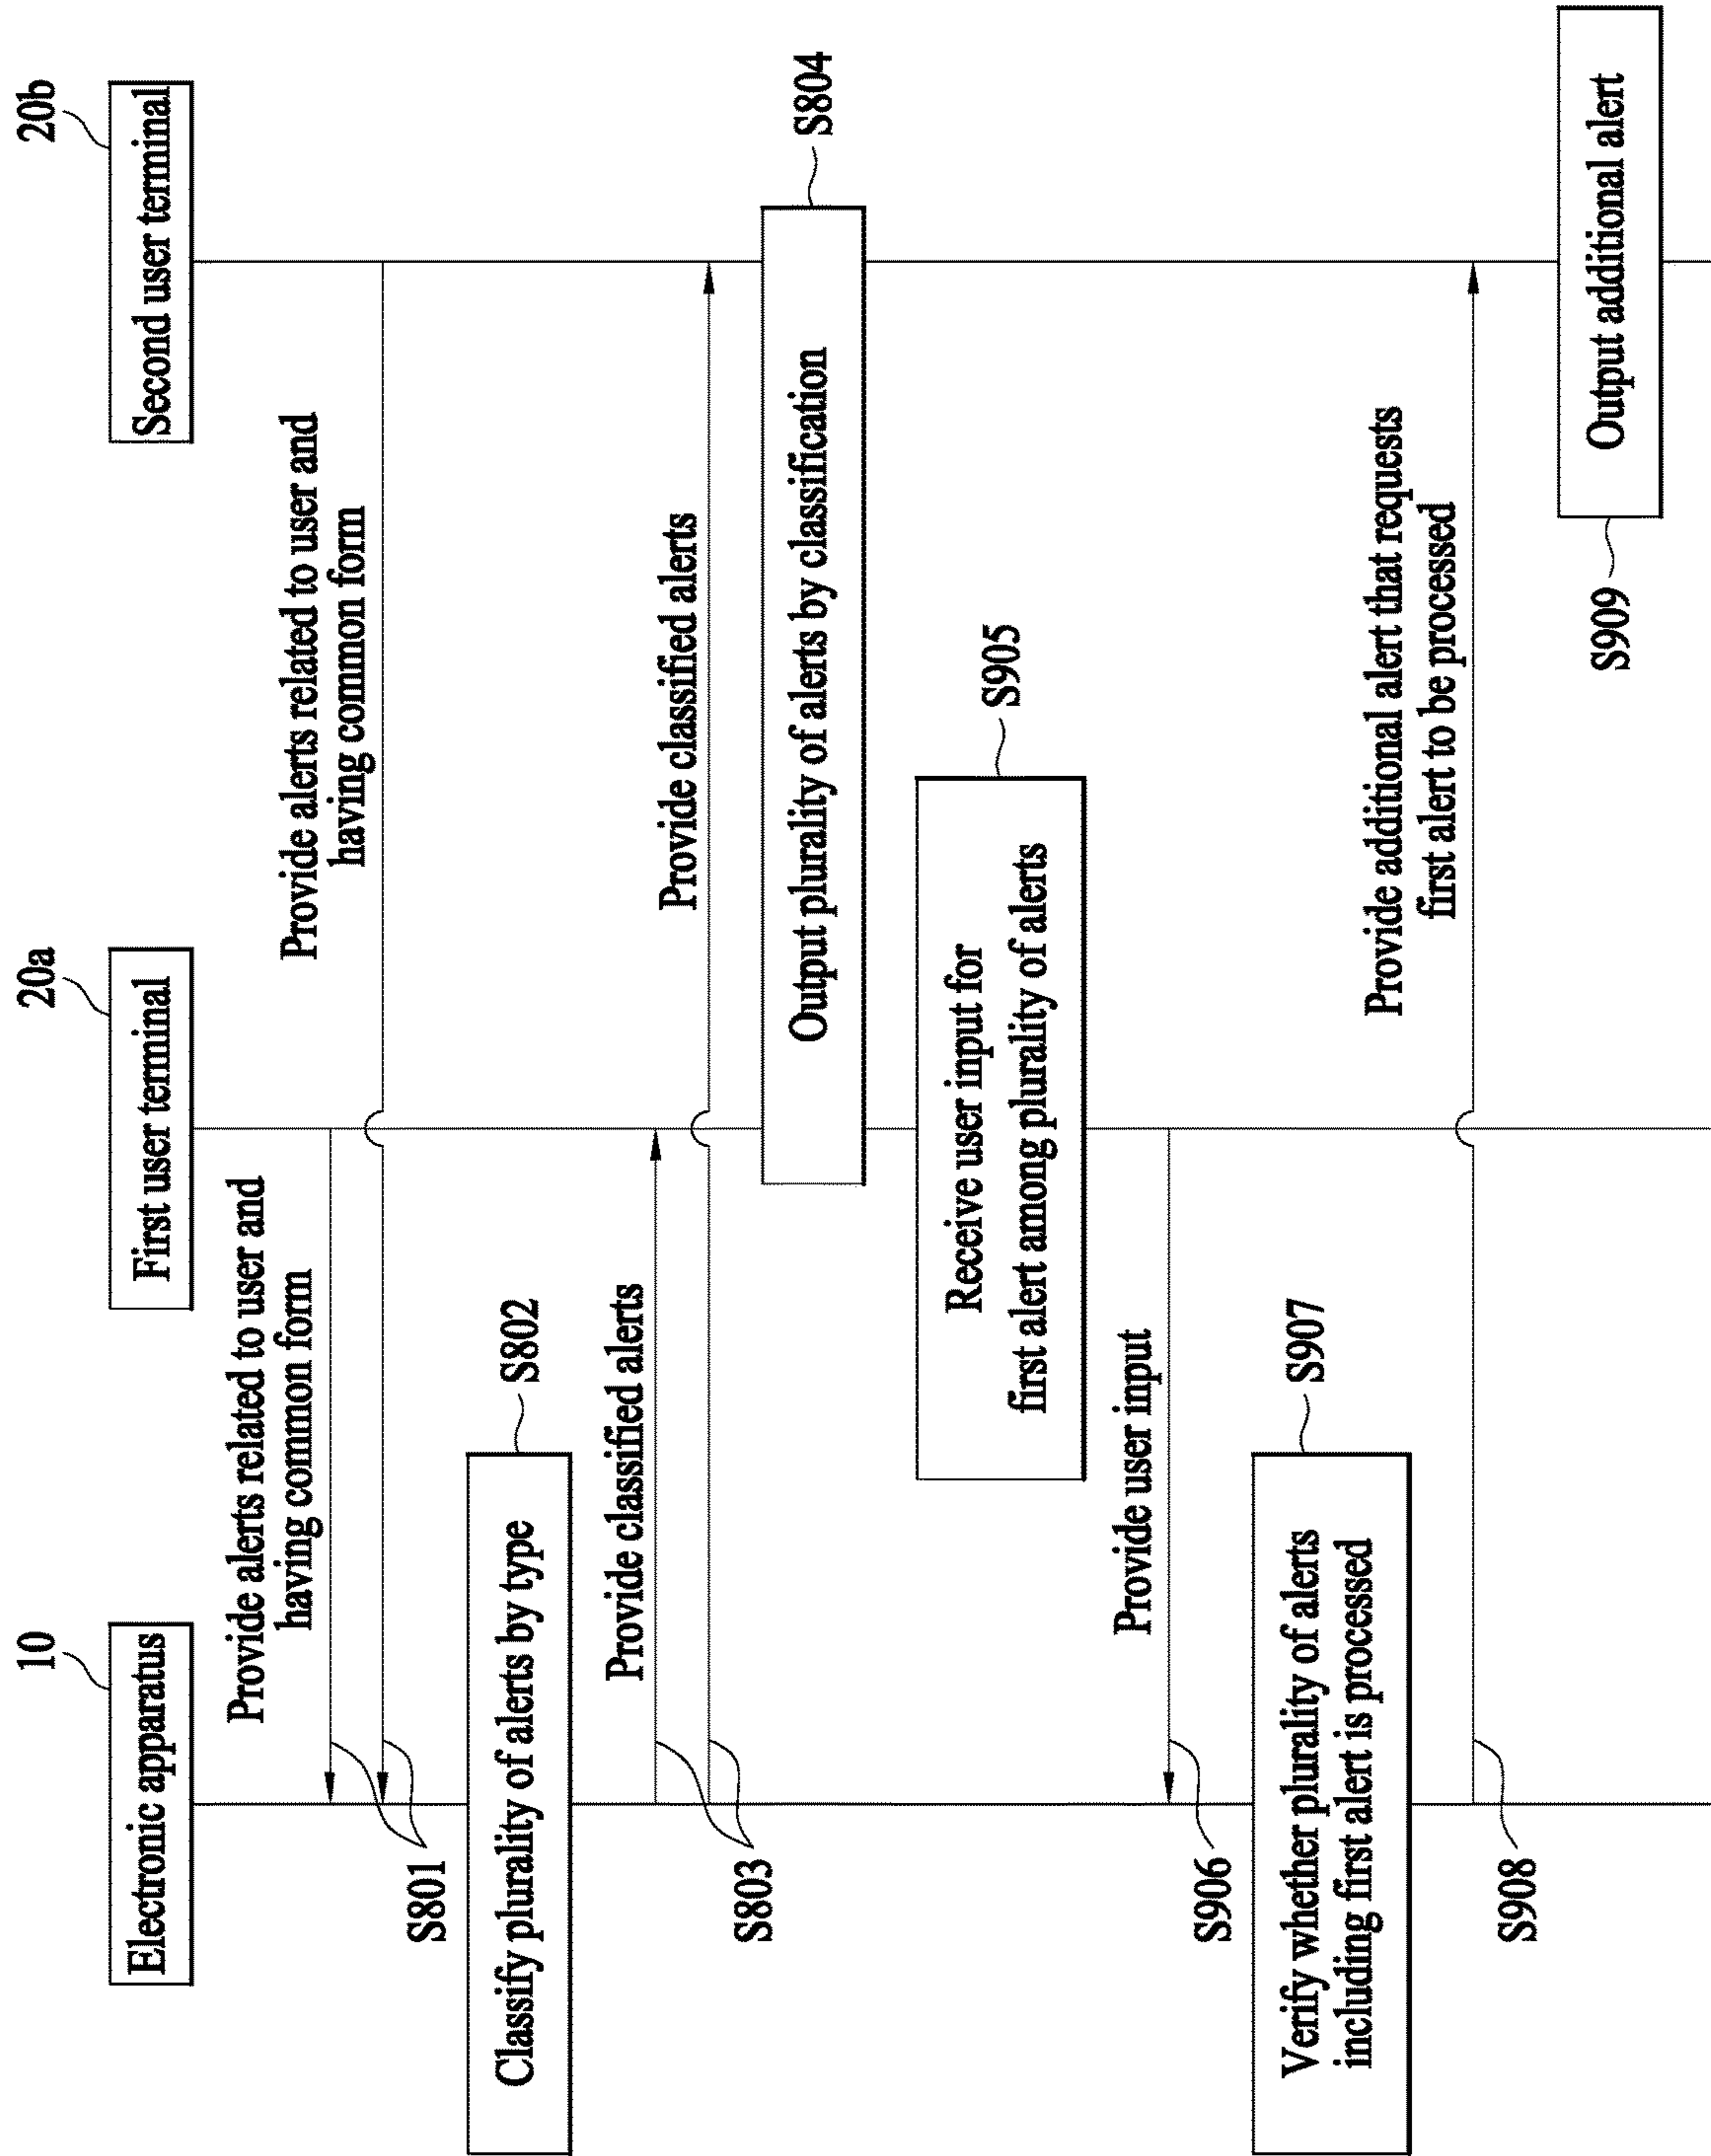 10
20a
20b
Electronic apparatus
First user terminal
Second user terminal
Provide alerts related to user and
having common form
Provide alerts related to user and
having common form
S801
Classify plurality of alerts by type
S802
Provide classified alerts
Provide classified alerts
S803
Output plurality of alerts by classification
S804
Receive user input for
first alert among plurality of alerts
S905
Provide user input
S906
Verify whether plurality of alerts
including first alert is processed
S907
Provide additional alert that requests
first alert to be processed
S908
Output additional alert
S909